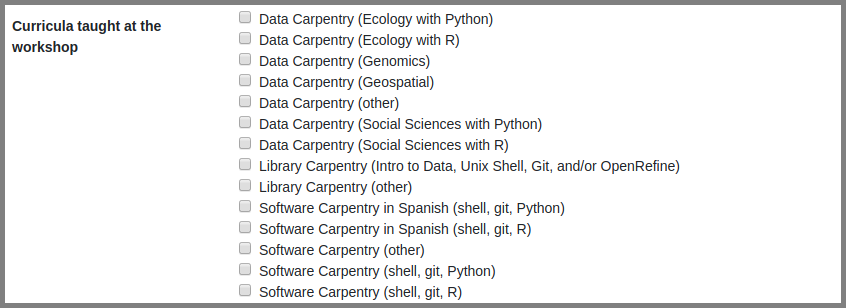 Curricula taught at the
workshop
Data Carpentry (Ecology with Python)
Data Carpentry (Ecology with R)
Data Carpentry (Genomics)
Data Carpentry (Geospatial)
Data Carpentry (other)
Data Carpentry (Social Sciences with Python)
Data Carpentry (Social Sciences with R)
Library Carpentry (Intro to Data, Unix Shell, Git, and/or OpenRefine)
Library Carpentry (other)
Software Carpentry in Spanish (shell, git, Python)
Software Carpentry in Spanish (shell, git, R)
Software Carpentry (other)
Software Carpentry (shell, git, Python)
Software Carpentry (shell, git, R)